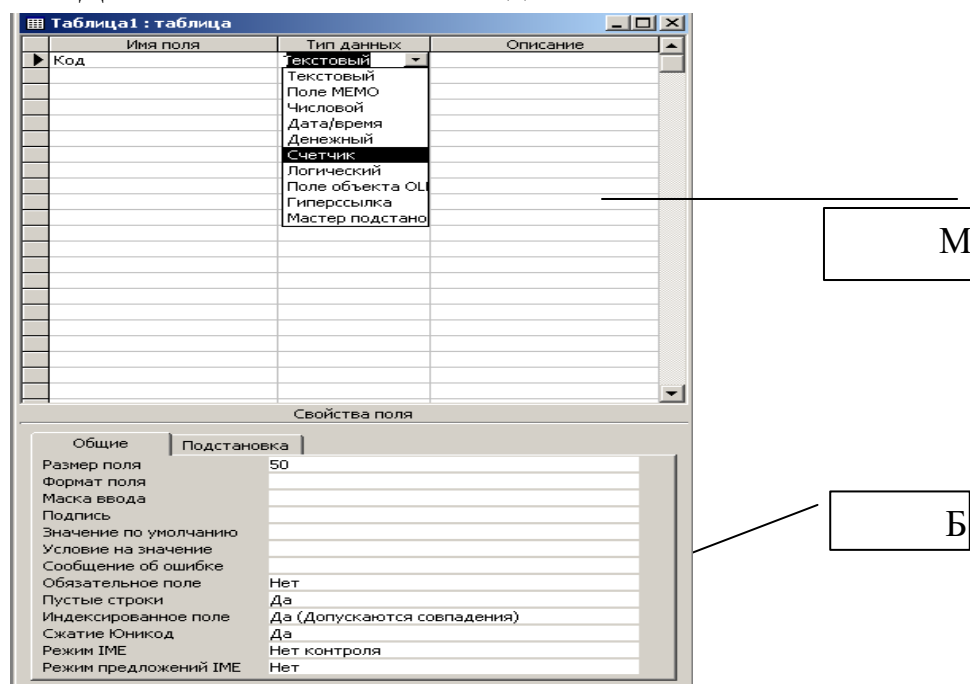 Таблица1 : таблица
Имя поля Тип данных Описание
Код Текстовый
Текстовый
Поле МЕМО
Числовой
Дата/время
Денежный
Счетчик
Логический
Поле объекта OLI
Гиперссылка
Мастер подстано
М
Свойства поля
Общие Подстановка
Размер поля 50
Формат поля
Маска ввода
Подпись
Значение по умолчанию
Условие на значение
Сообщение об ошибке
Обязательное поле Нет
Пустые строки Да
Индексированное поле Да (Допускаются совпадения)
Сжатие Юникод Да
Режим IME Нет контроля
Режим предложений IME Нет
Б